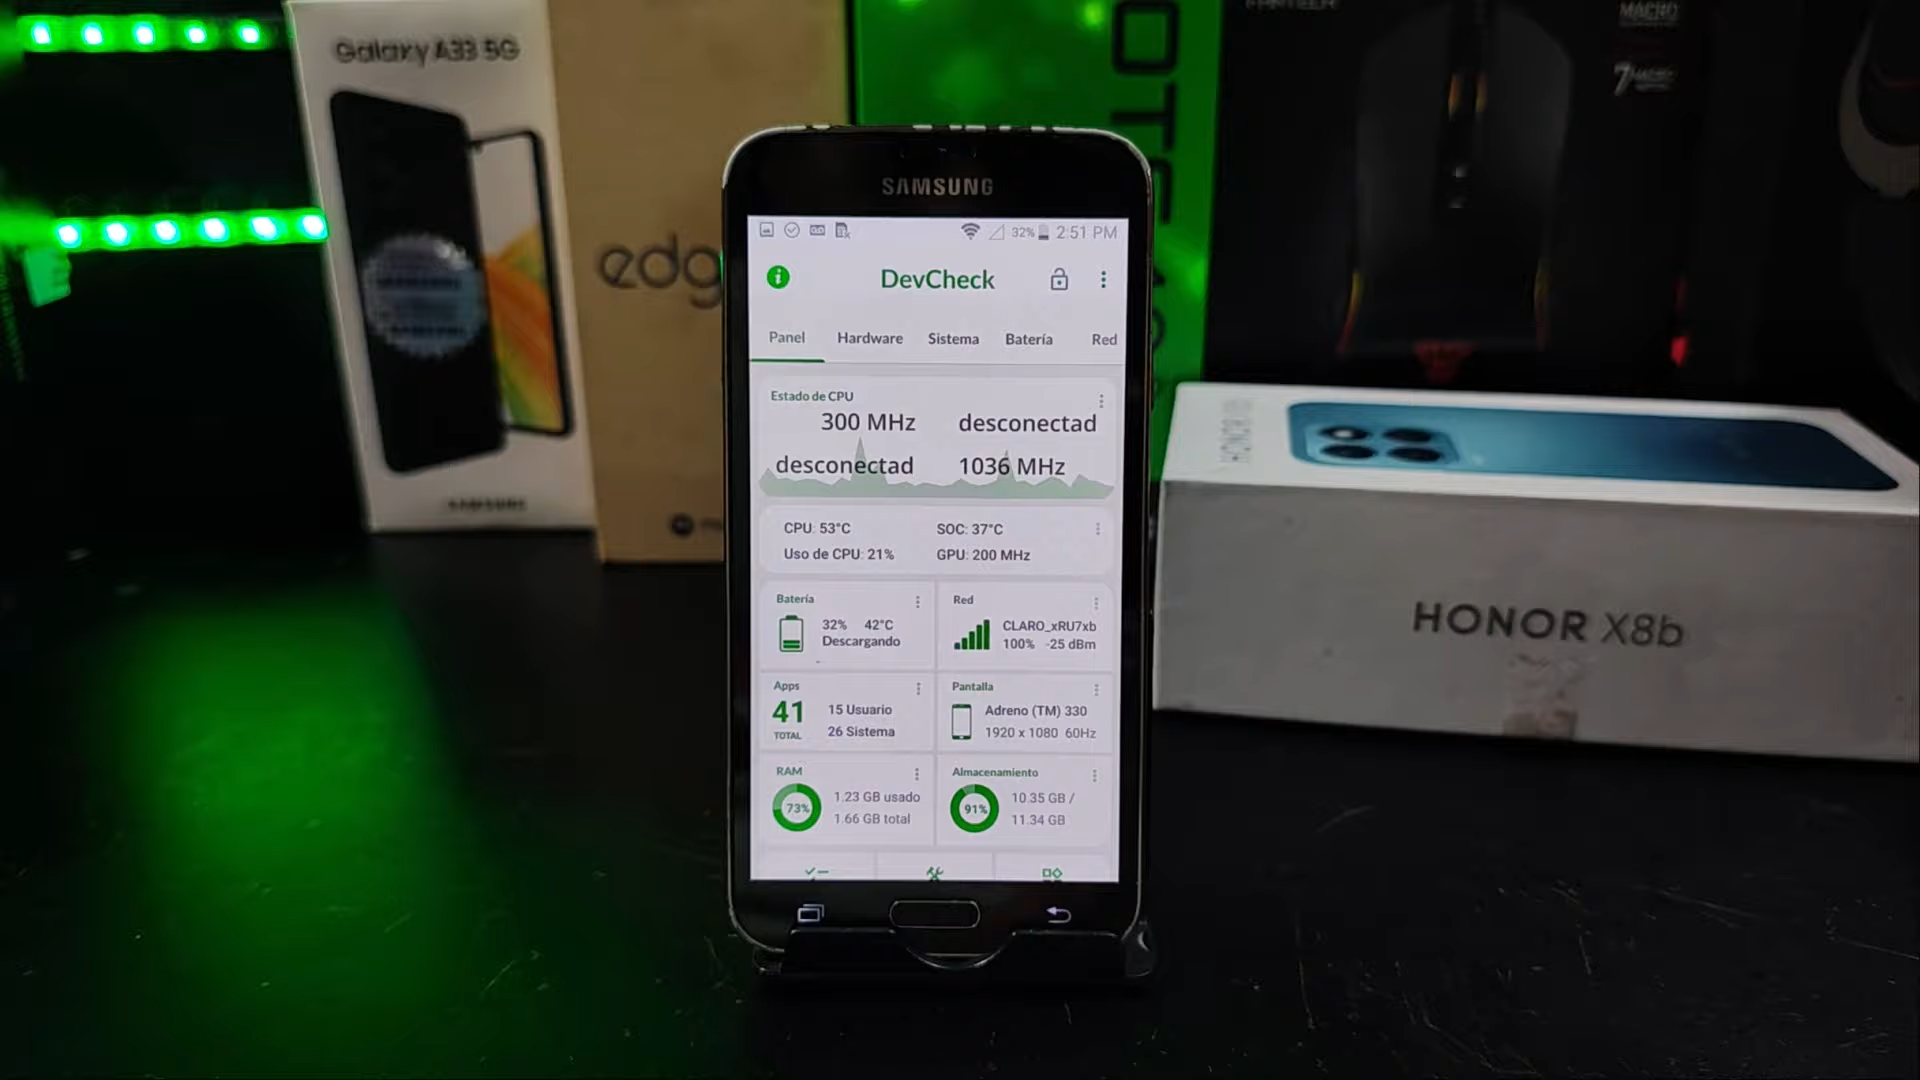 Galaxy A33 5G
SAMSUNG
edg
MACRO
SAMSUNG
32% 2:51 PM
DevCheck
Panel Hardware Sistema Batería Red
Estado de CPU
300 MHz desconectad
desconectad 1036 MHz
CPU: 53°C SOC: 37°C
Uso de CPU: 21% GPU: 200 MHz
Batería
32% 42°C
Descargando
Red
CLARO_xRU7xb
100% -25 dBm
Apps
41
TOTAL
15 Usuario
26 Sistema
Pantalla
Adreno (TM) 330
1920 x 1080 60Hz
RAM
73%
1.23 GB usado
1.66 GB total
Almacenamiento
91%
10.35 GB /
11.34 GB
HONOR X8b